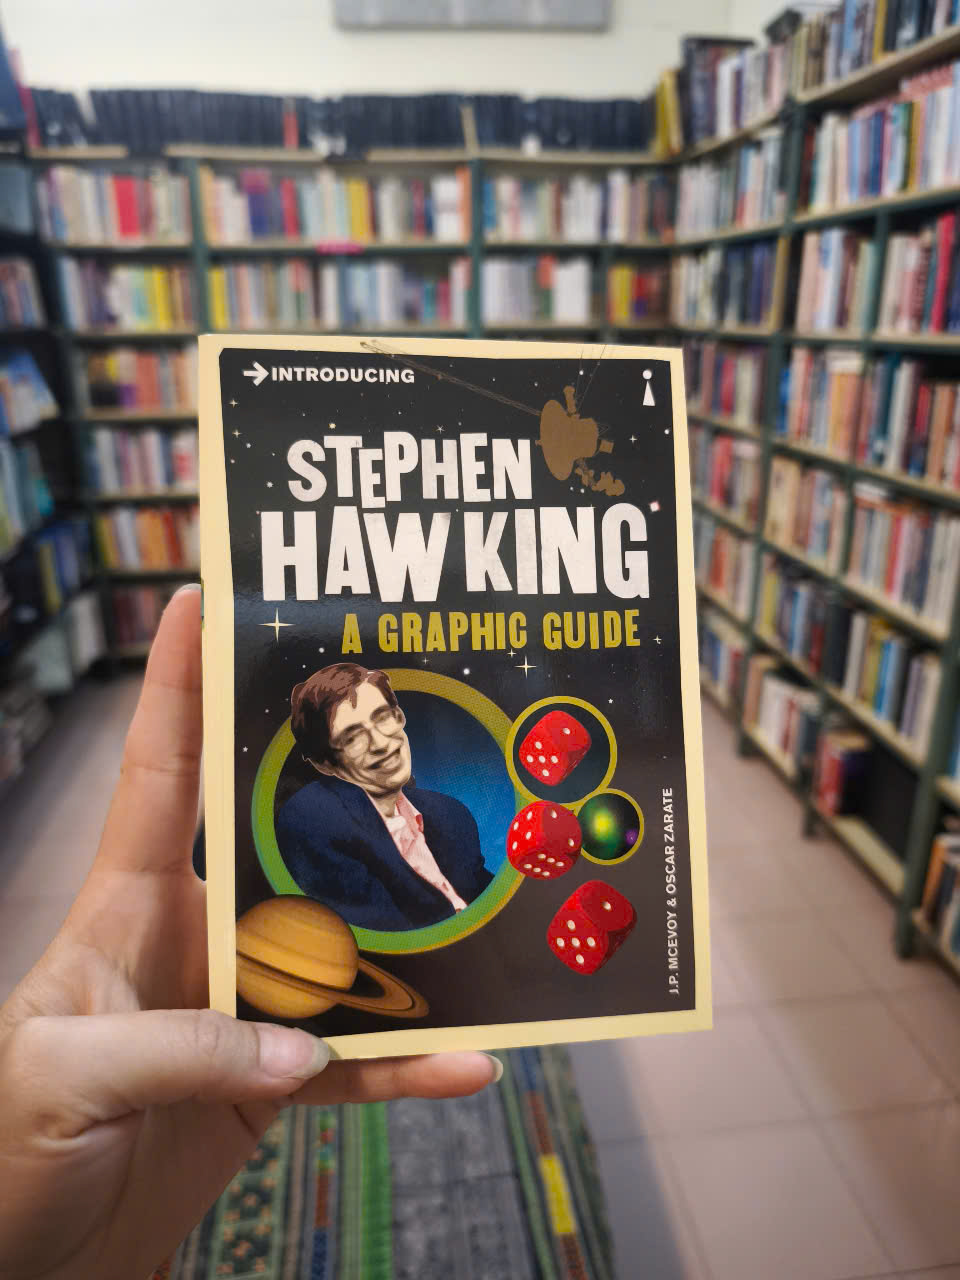 INTRODUCING
STEPHEN
HAWKING
A GRAPHIC GUIDE
J.P. MCEVOY & OSCAR ZARATE